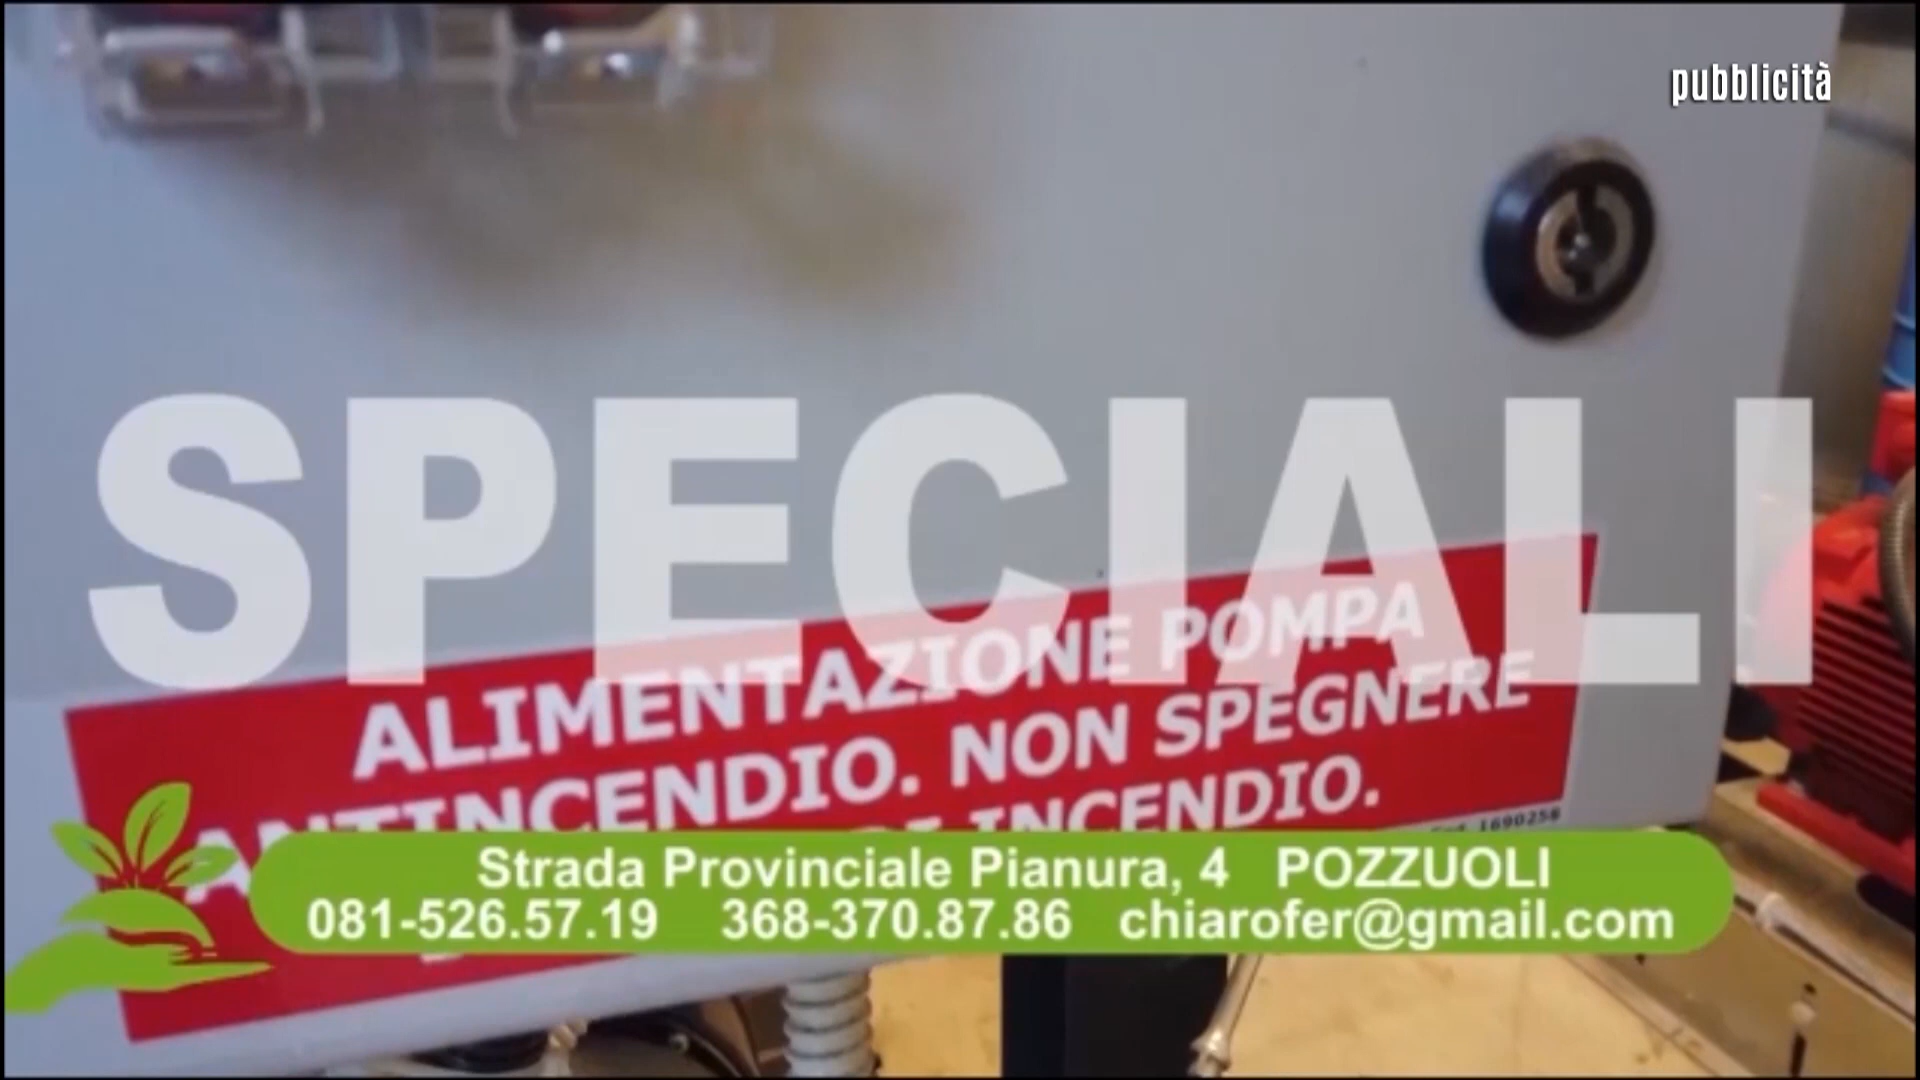 pubblicità
SPECIALI
ALIMENTAZIONE POMPA
ANTINCENDIO. NON SPEGNERE
INCENDIO.
1690258
Strada Provinciale Pianura, 4 POZZUOLI
081-526.57.19 368-370.87.86 chiarofer@gmail.com